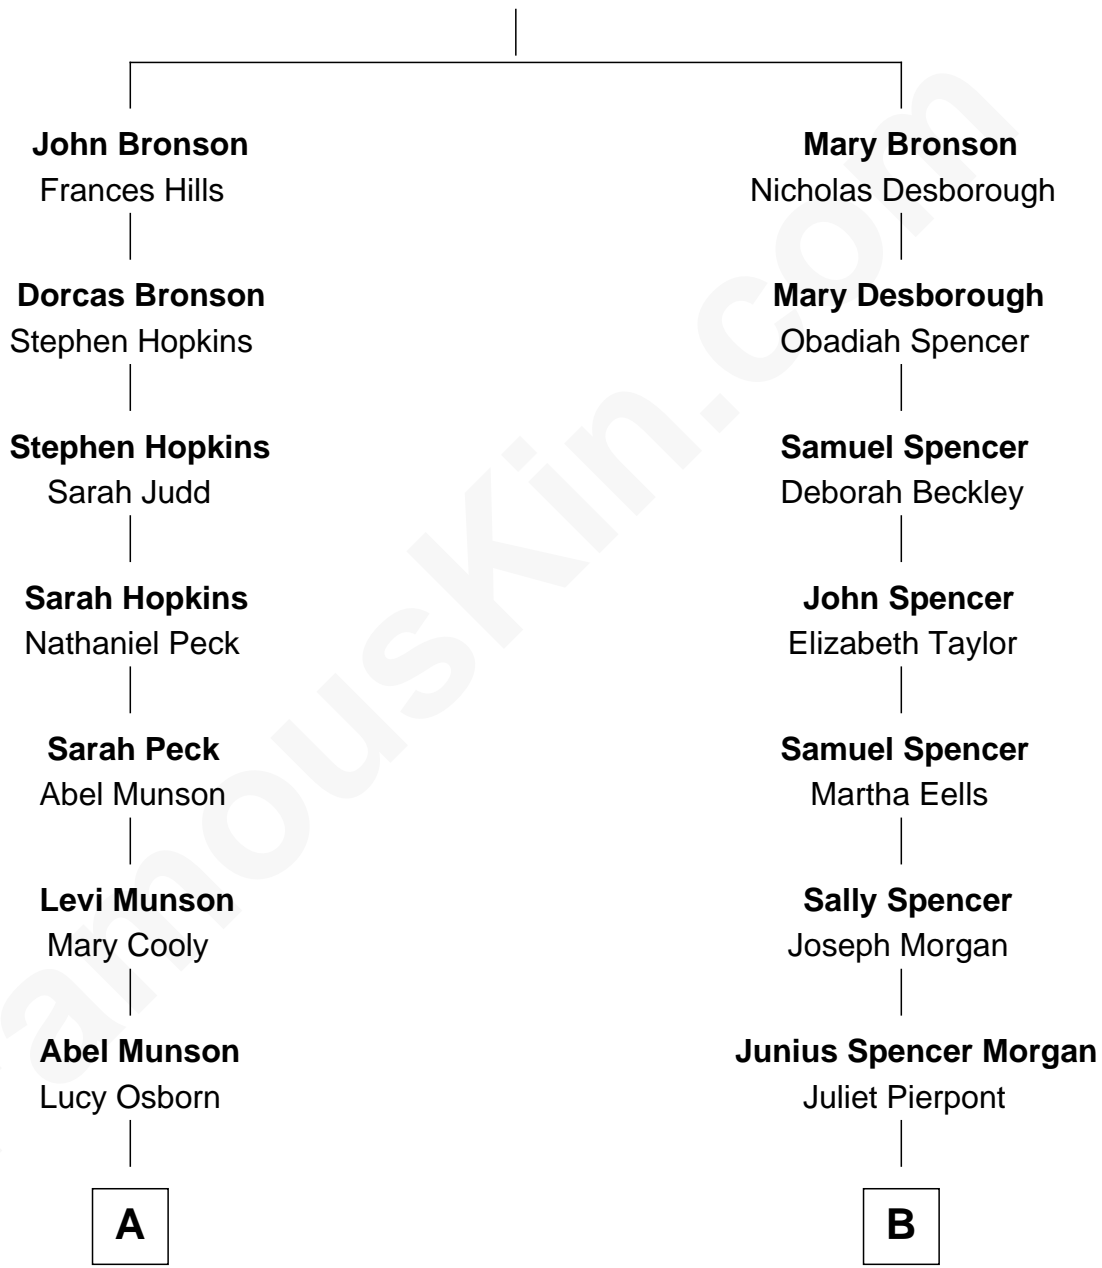 John Bronson
Frances Hills
Mary Bronson
Nicholas Desborough
Dorcas Bronson
Stephen Hopkins
Mary Desborough
Obadiah Spencer
Stephen Hopkins
Sarah Judd
Samuel Spencer
Deborah Beckley
Sarah Hopkins
Nathaniel Peck
John Spencer
Elizabeth Taylor
Sarah Peck
Abel Munson
Samuel Spencer
Martha Eells
Levi Munson
Mary Cooly
Sally Spencer
Joseph Morgan
Abel Munson
Lucy Osborn
Junius Spencer Morgan
Juliet Pierpont
A
B
amouskin.com